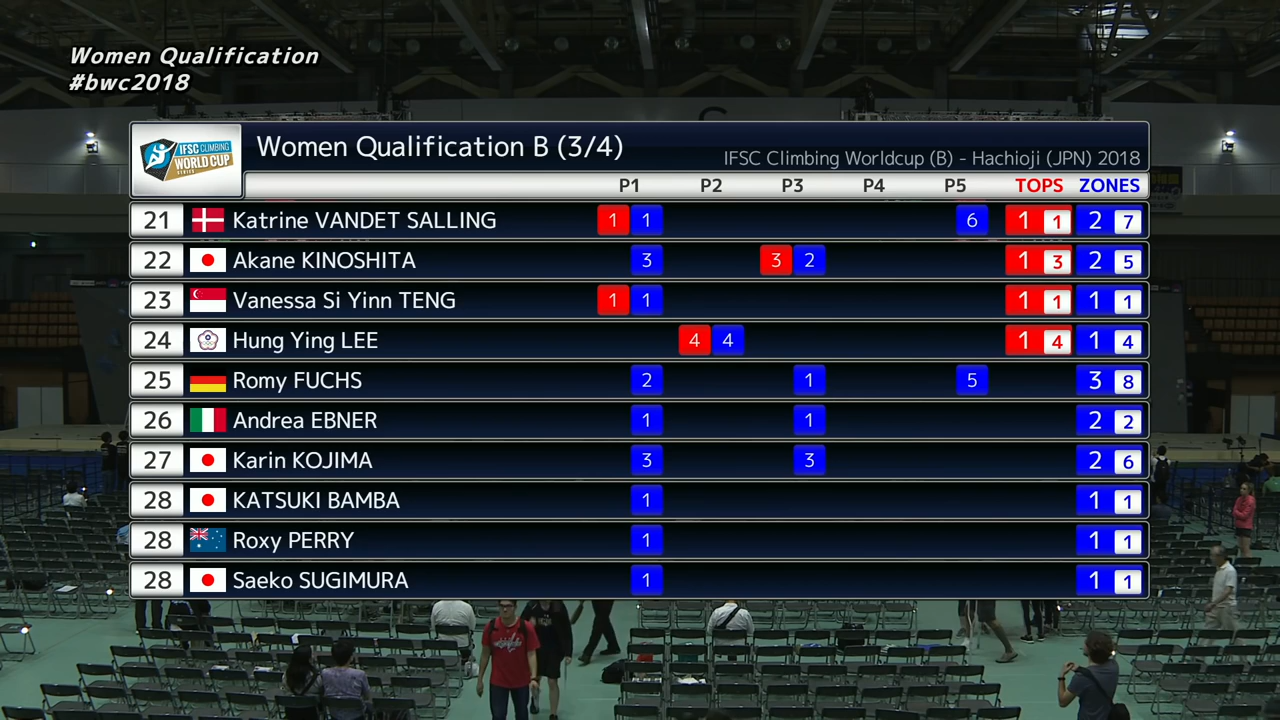 Women Qualification
#bwc2018
IFSC CLIMBING
WORLD CUP
SERIES
Women Qualification B (3/4)
IFSC Climbing Worldcup (B) - Hachioji (JPN) 2018
P1 P2 P3 P4 P5 TOPS ZONES
21 Katrine VANDET SALLING 1 1 6 1 1 2 7
22 Akane KINOSHITA 3 3 2 1 3 2 5
23 Vanessa Si Yinn TENG 1 1 1 1 1 1
24 Hung Ying LEE 4 4 1 4 1 4
25 Romy FUCHS 2 1 5 3 8
26 Andrea EBNER 1 1 2 2
27 Karin KOJIMA 3 3 2 6
28 KATSUKI BAMBA 1 1 1
28 Roxy PERRY 1 1 1
28 Saeko SUGIMURA 1 1 1